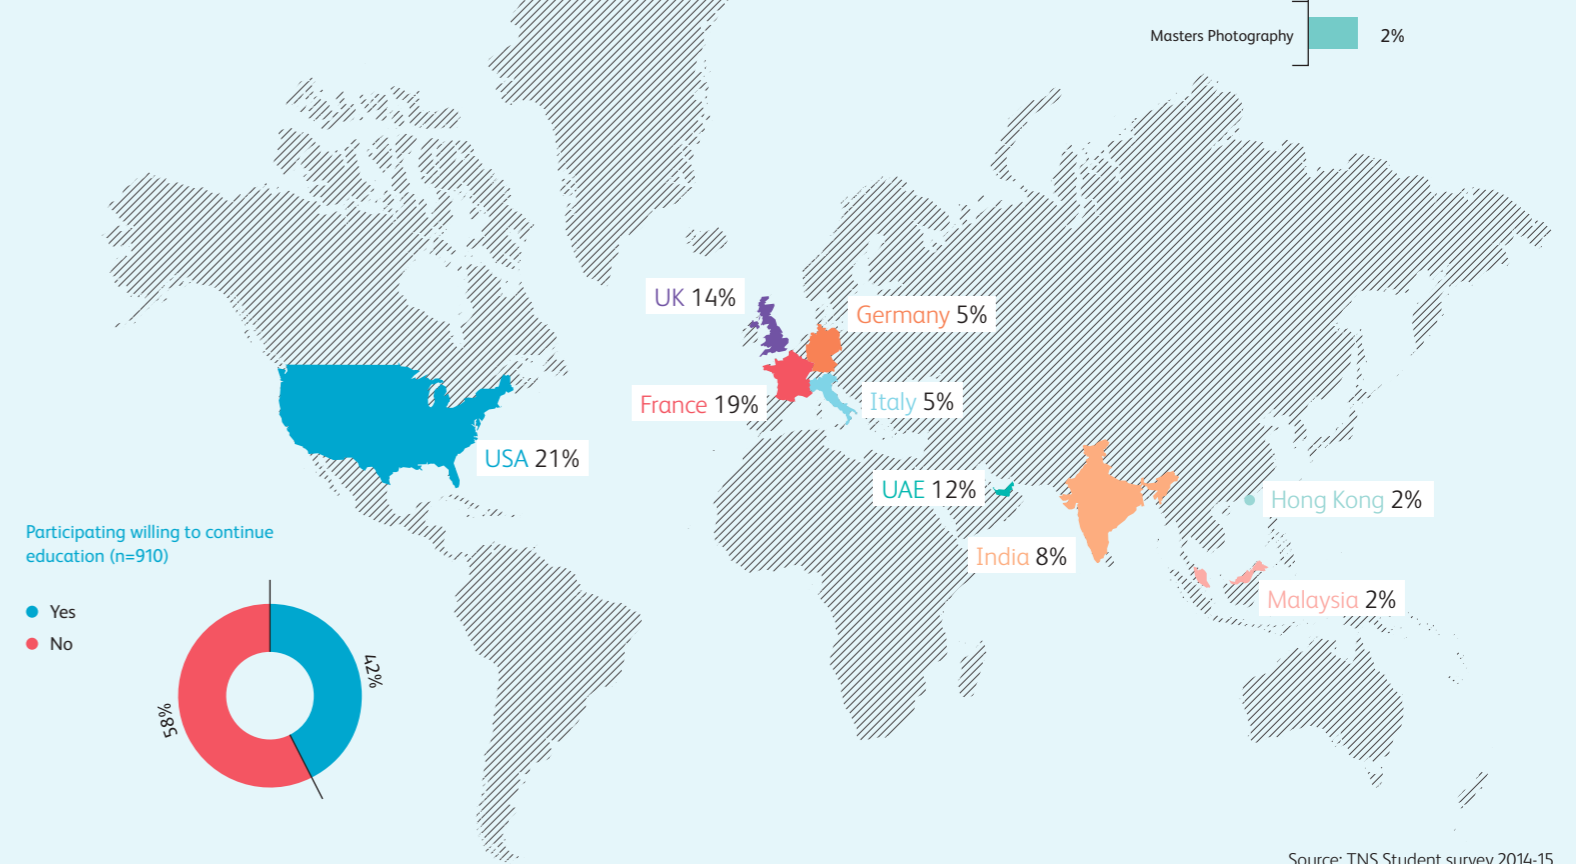 Masters Photography
2%
UK 14%
Germany 5%
France 19%
Italy 5%
USA 21%
UAE 12%
Hong Kong 2%
India 8%
Malaysia 2%
Participating willing to continue
education (n=910)
Yes
No
42%
58%
Source: TNS Student survey 2014-15